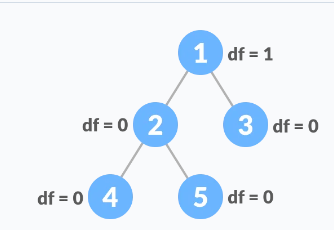 1 df = 1
df = 0 2 3 df = 0
df = 0 4 5 df = 0